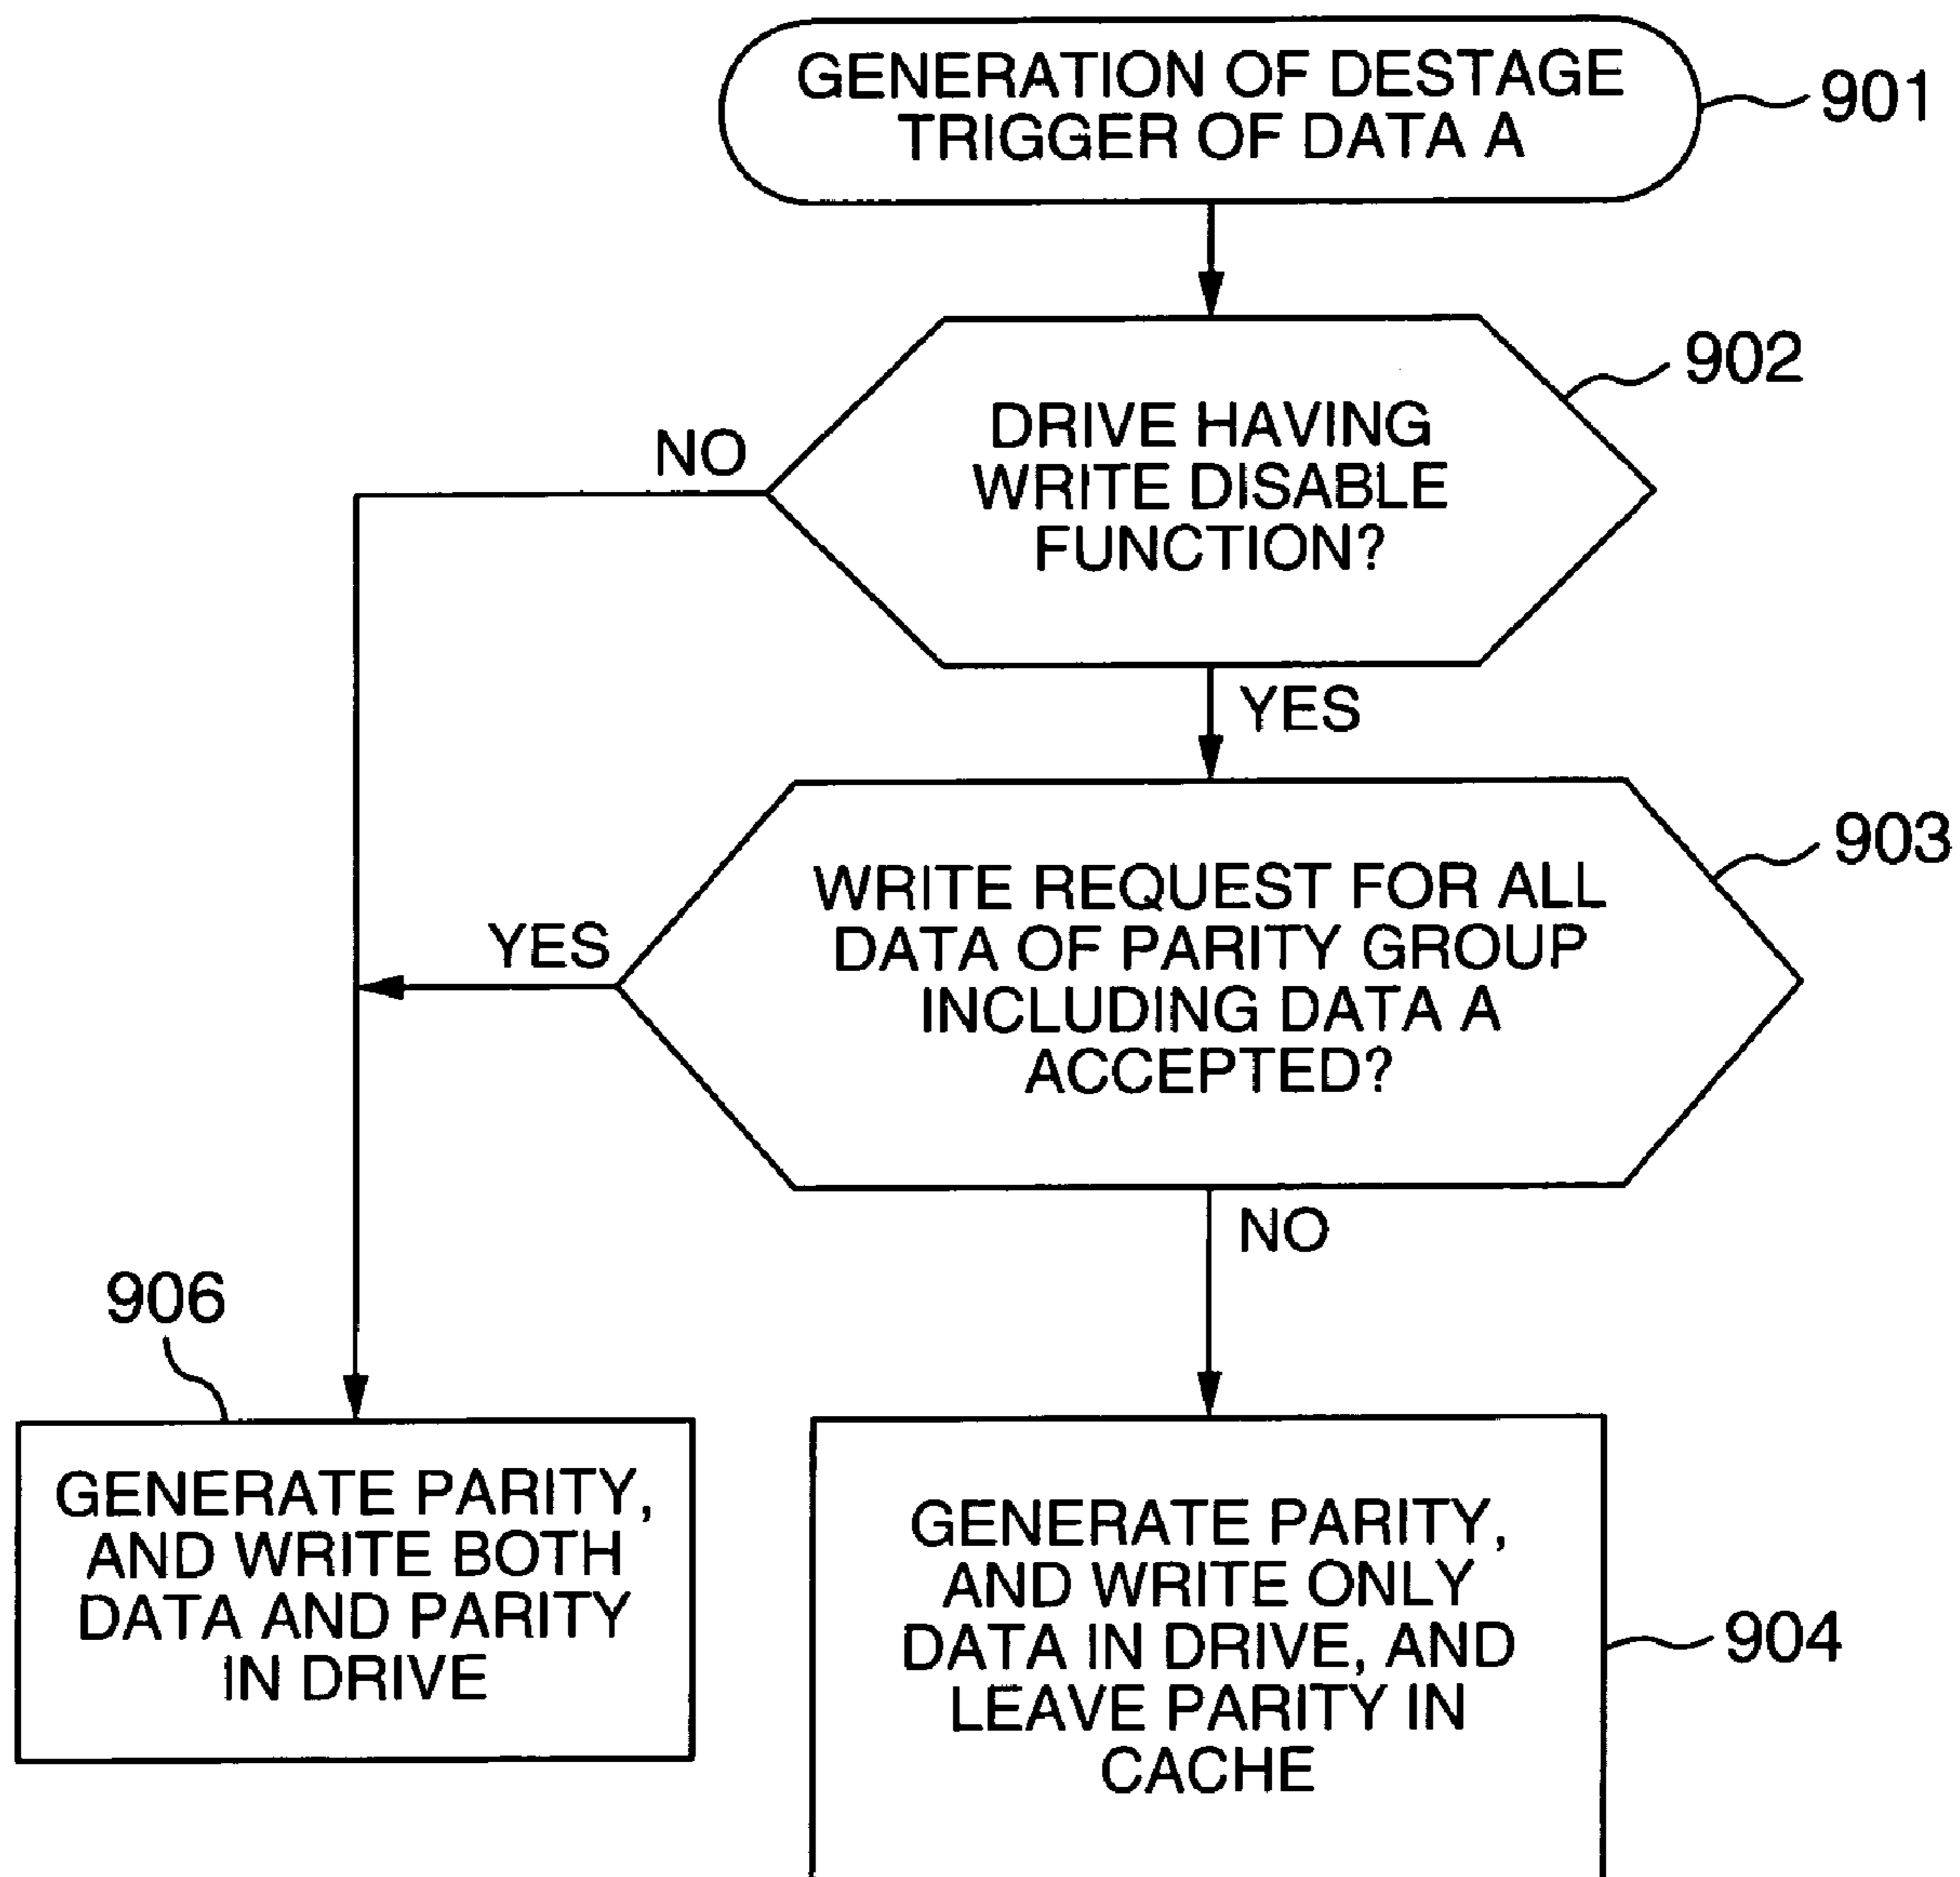 GENERATION OF DESTAGE
TRIGGER OF DATA A
901
902
DRIVE HAVING
WRITE DISABLE
FUNCTION?
NO
YES
903
WRITE REQUEST FOR ALL
DATA OF PARITY GROUP
INCLUDING DATA A
ACCEPTED?
YES
NO
906
GENERATE PARITY,
AND WRITE BOTH
DATA AND PARITY
IN DRIVE
GENERATE PARITY,
AND WRITE ONLY
DATA IN DRIVE, AND
LEAVE PARITY IN
CACHE
904